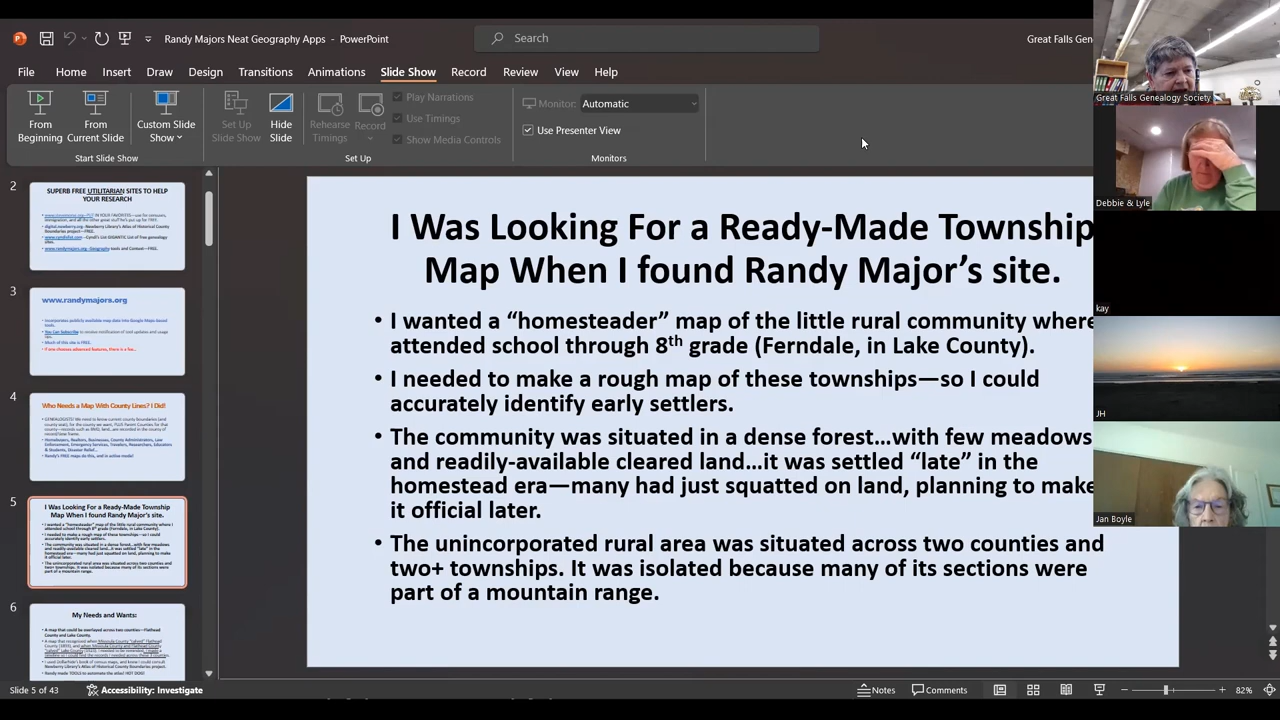 Randy Majors Neat Geography Apps - PowerPoint
Search
Great Falls Gen
File Home Insert Draw Design Transitions Animations Slide Show Record Review View Help
From Beginning
From Current Slide
Custom Slide Show
Start Slide Show
Set Up Slide Show
Hide Slide
Rehearse Timings
Record
Play Narrations
Use Timings
Show Media Controls
Set Up
Monitor: Automatic
Use Presenter View
Monitors
Great Falls Genealogy Society
Debbie & Lyle
kay
JH
Jan Boyle
2
SUPERB FREE UTILITARIAN SITES TO HELP
YOUR RESEARCH
3
www.randymajors.org
4
Who Needs a Map With County Lines? I Did!
5
I Was Looking For a Ready-Made Township
Map When I found Randy Major's site.
6
My Needs and Wants:
I Was Looking For a Ready-Made Township
Map When I found Randy Major's site.
• I wanted a “homesteader” map of the little rural community where
attended school through 8th grade (Ferndale, in Lake County).
• I needed to make a rough map of these townships—so I could
accurately identify early settlers.
• The community was situated in a dense forest…with few meadows
and readily-available cleared land…it was settled “late” in the
homestead era—many had just squatted on land, planning to make
it official later.
• The unincorporated rural area was situated across two counties and
two+ townships. It was isolated because many of its sections were
part of a mountain range.
Slide 5 of 43
Accessibility: Investigate
Notes
Comments
82%